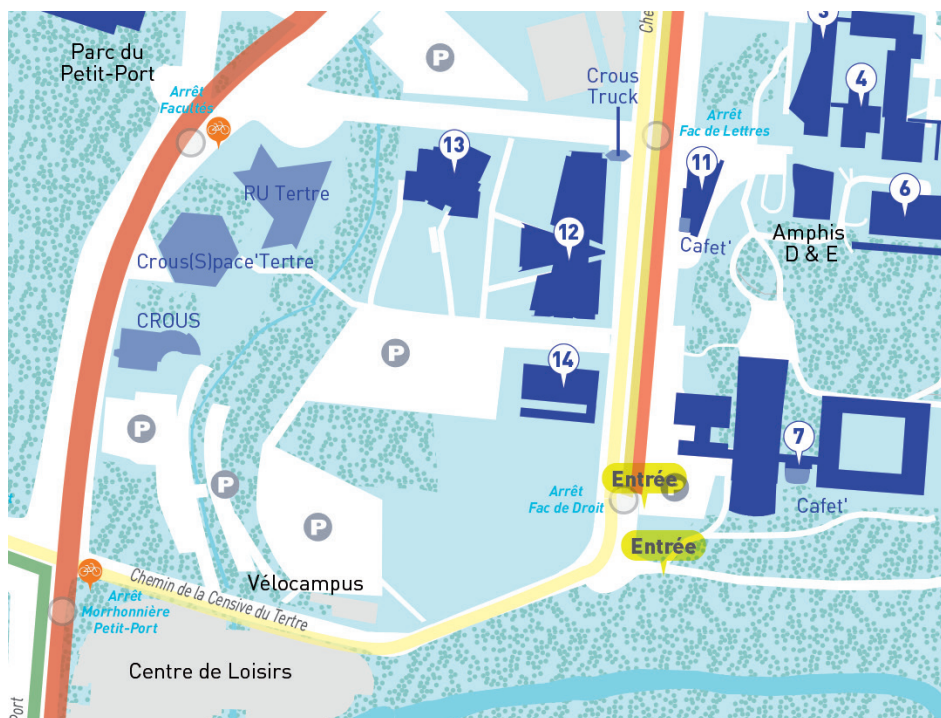 Parc du
Petit-Port
P
Che
3
4
Crous
Truck
Arrêt
Facultés
Arrêt
Fac de Lettres
13
11
6
RU Tertre
12
Cafet'
Amphis
D & E
Crous(S)pace'Tertre
CROUS
P
14
P
7
P
Entrée
P
Arrêt
Fac de Droit
Cafet'
P
Entrée
Vélocampus
Chemin de la Censive du Tertre
Arrêt
Morrhonnière
Petit-Port
Centre de Loisirs
Port